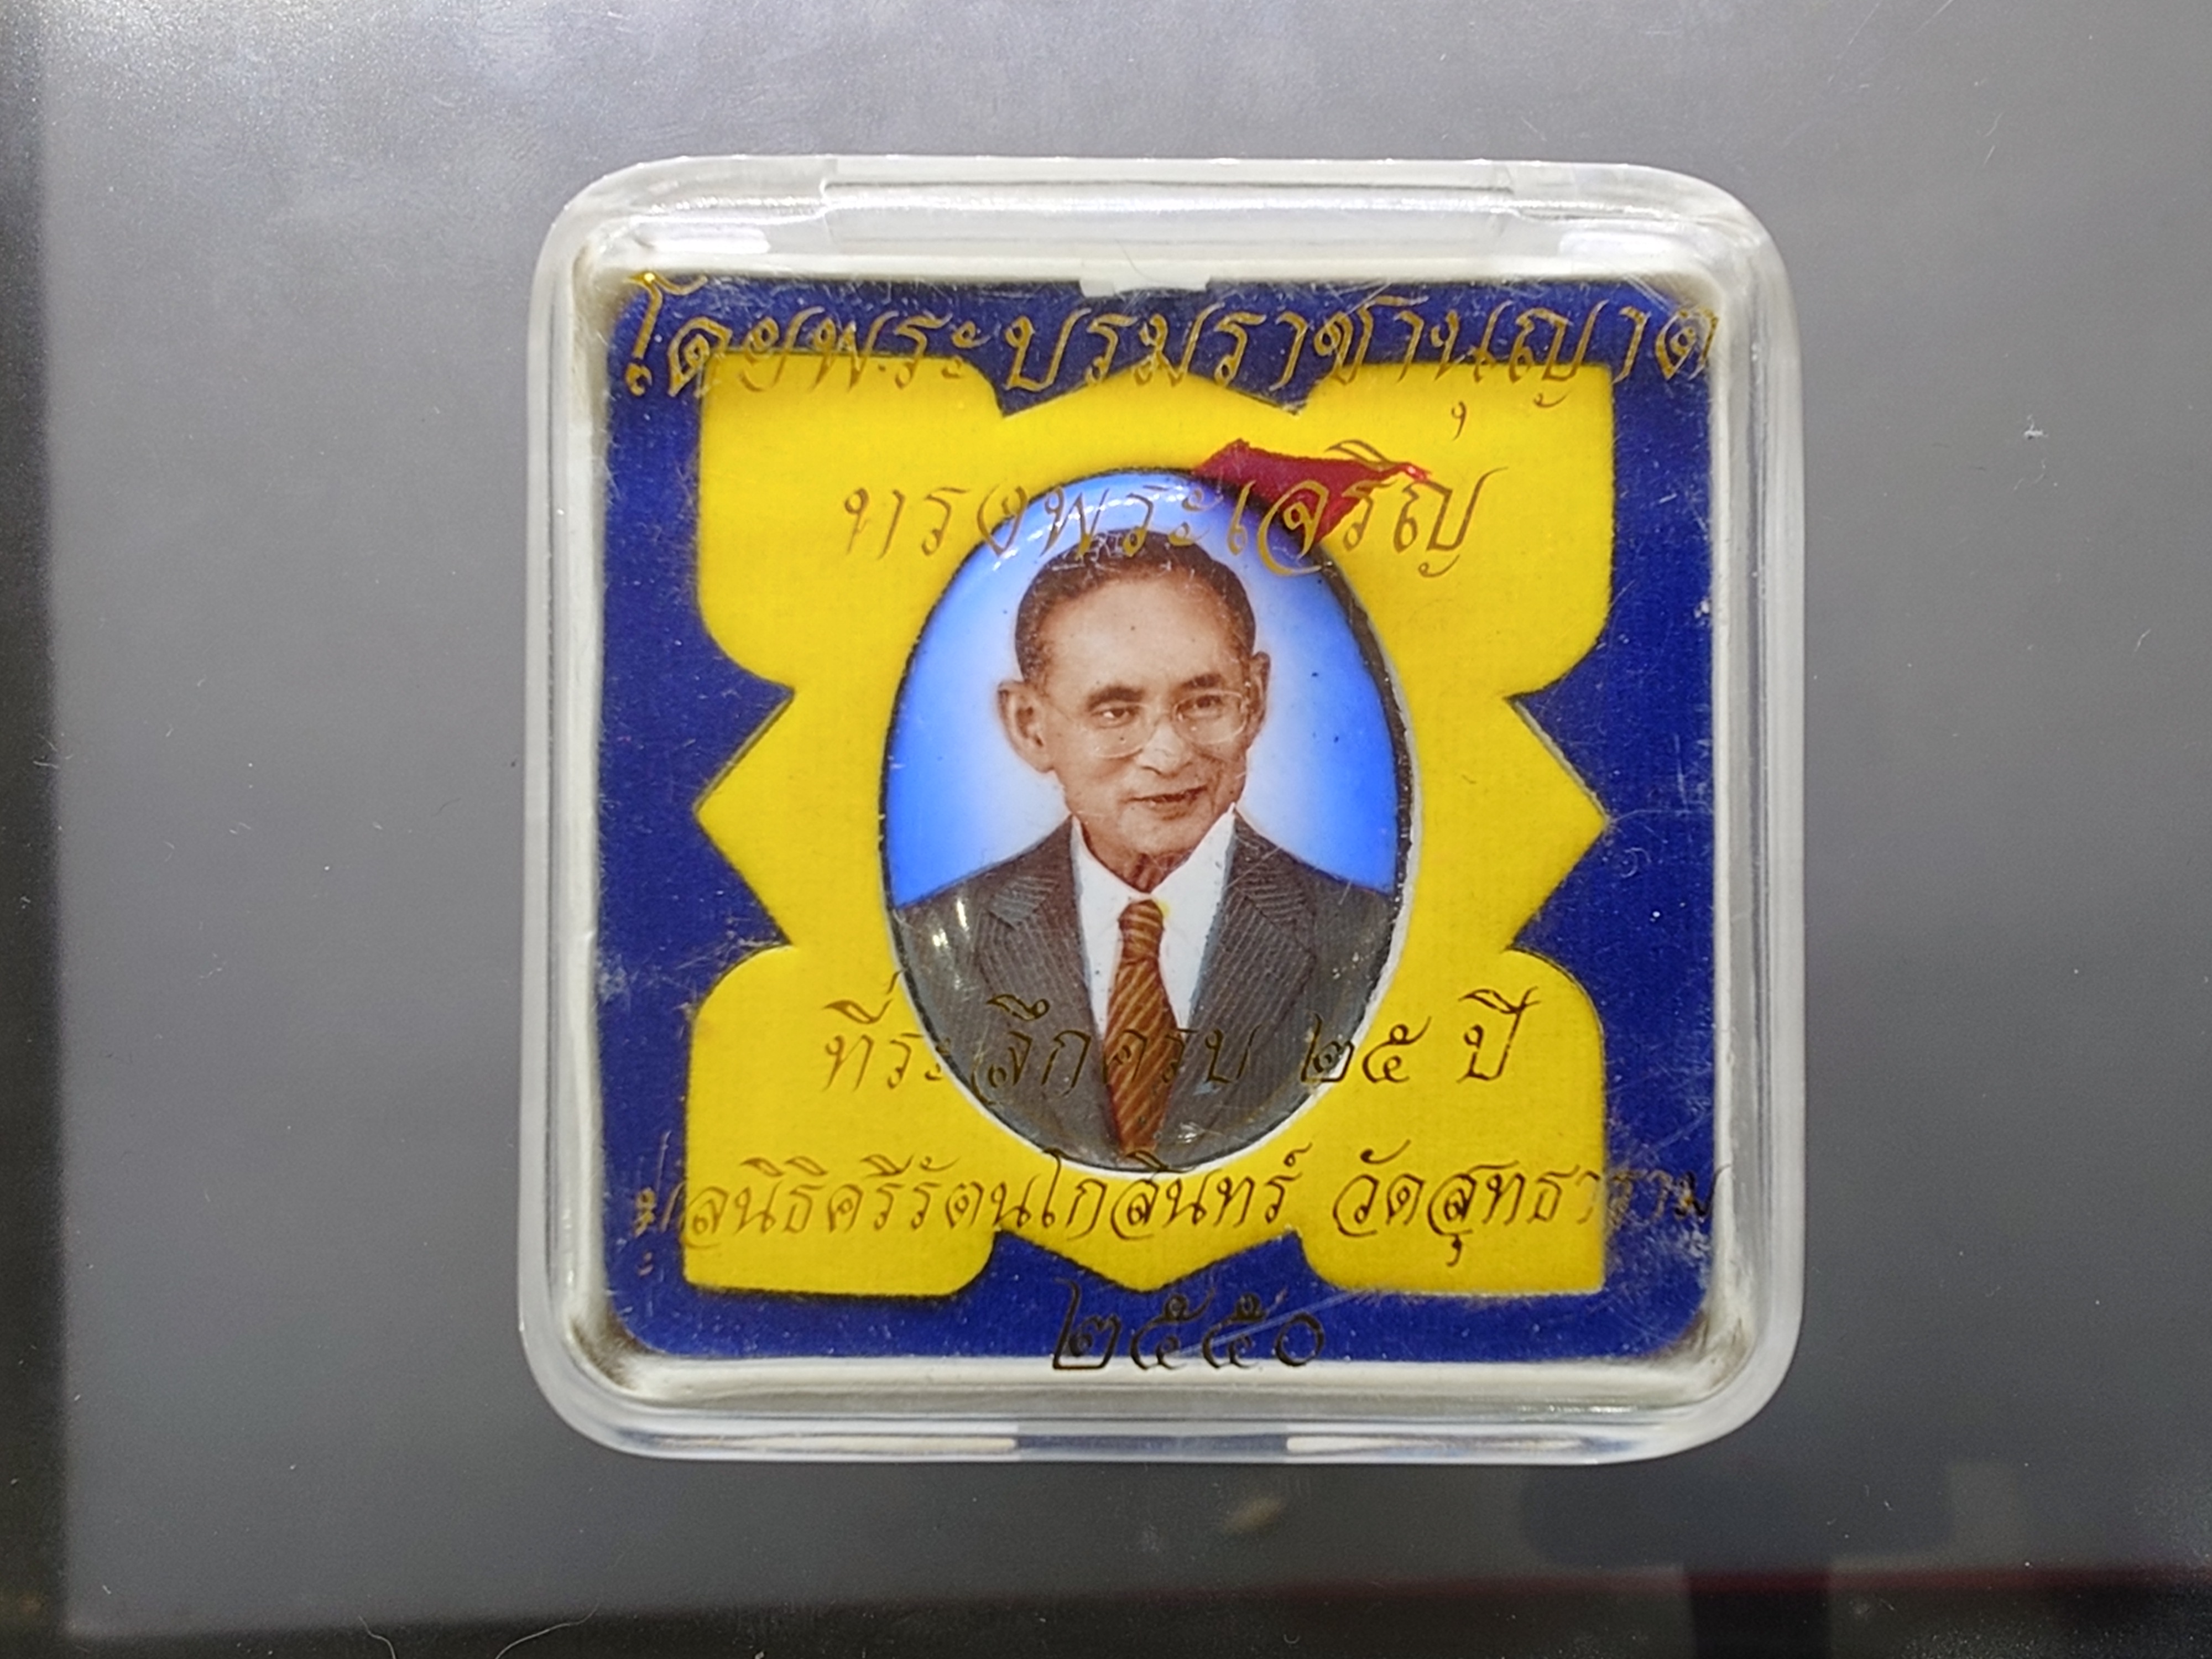 โดยพระบรมราชานุญาต
ทรงพระเจริญ
ที่ระลึกครบ ๒๕ ปี
มูลนิธิศรีรัตนโกสินทร์ วัดสุทธาราม
๒๕๕๐